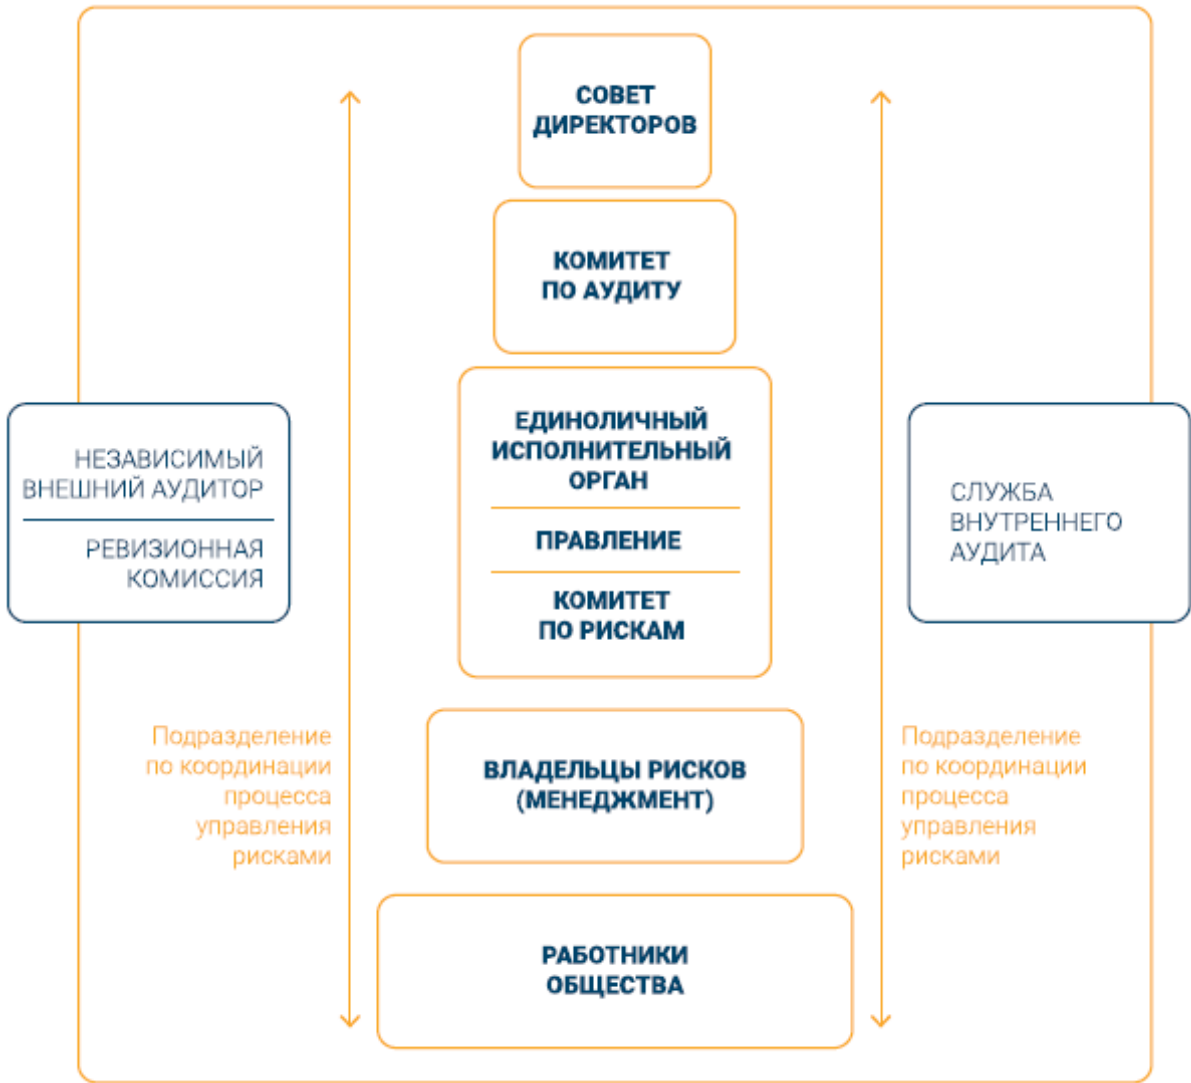 СОВЕТ
ДИРЕКТОРОВ
КОМИТЕТ
ПО АУДИТУ
ЕДИНОЛИЧНЫЙ
ИСПОЛНИТЕЛЬНЫЙ
ОРГАН
ПРАВЛЕНИЕ
КОМИТЕТ
ПО РИСКАМ
НЕЗАВИСИМЫЙ
ВНЕШНИЙ АУДИТОР
РЕВИЗИОННАЯ
КОМИССИЯ
СЛУЖБА
ВНУТРЕННЕГО
АУДИТА
Подразделение
по координации
процесса
управления
рисками
Подразделение
по координации
процесса
управления
рисками
ВЛАДЕЛЬЦЫ РИСКОВ
(МЕНЕДЖМЕНТ)
РАБОТНИКИ
ОБЩЕСТВА